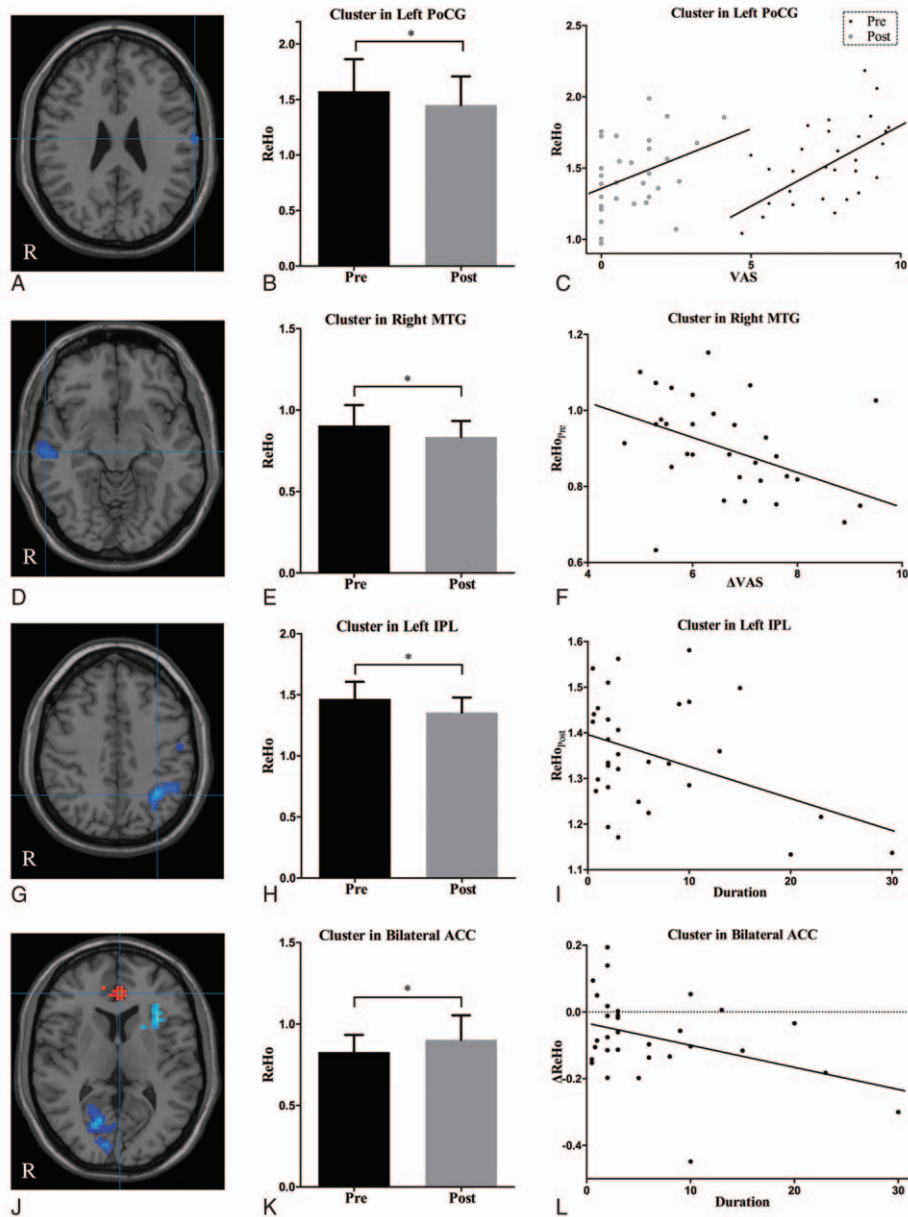 R
A
Cluster in Left PoCG
2.0
1.5
1.0
0.5
0.0
ReHo
*
Pre
Post
B
Cluster in Left PoCG
Pre
Post
2.5
2.0
1.5
1.0
ReHo
0
5
10
VAS
C
R
D
Cluster in Right MTG
1.5
1.0
0.5
0.0
ReHo
*
Pre
Post
E
Cluster in Right MTG
1.2
1.0
0.8
0.6
ReHoPre
4
6
8
10
ΔVAS
F
R
G
Cluster in Left IPL
2.0
1.5
1.0
0.5
0.0
ReHo
*
Pre
Post
H
Cluster in Left IPL
1.6
1.5
1.4
1.3
1.2
1.1
ReHoPost
0
10
20
30
Duration
I
R
J
Cluster in Bilateral ACC
1.5
1.0
0.5
0.0
ReHo
*
Pre
Post
K
Cluster in Bilateral ACC
0.2
0.0
-0.2
-0.4
ΔReHo
0
10
20
30
Duration
L